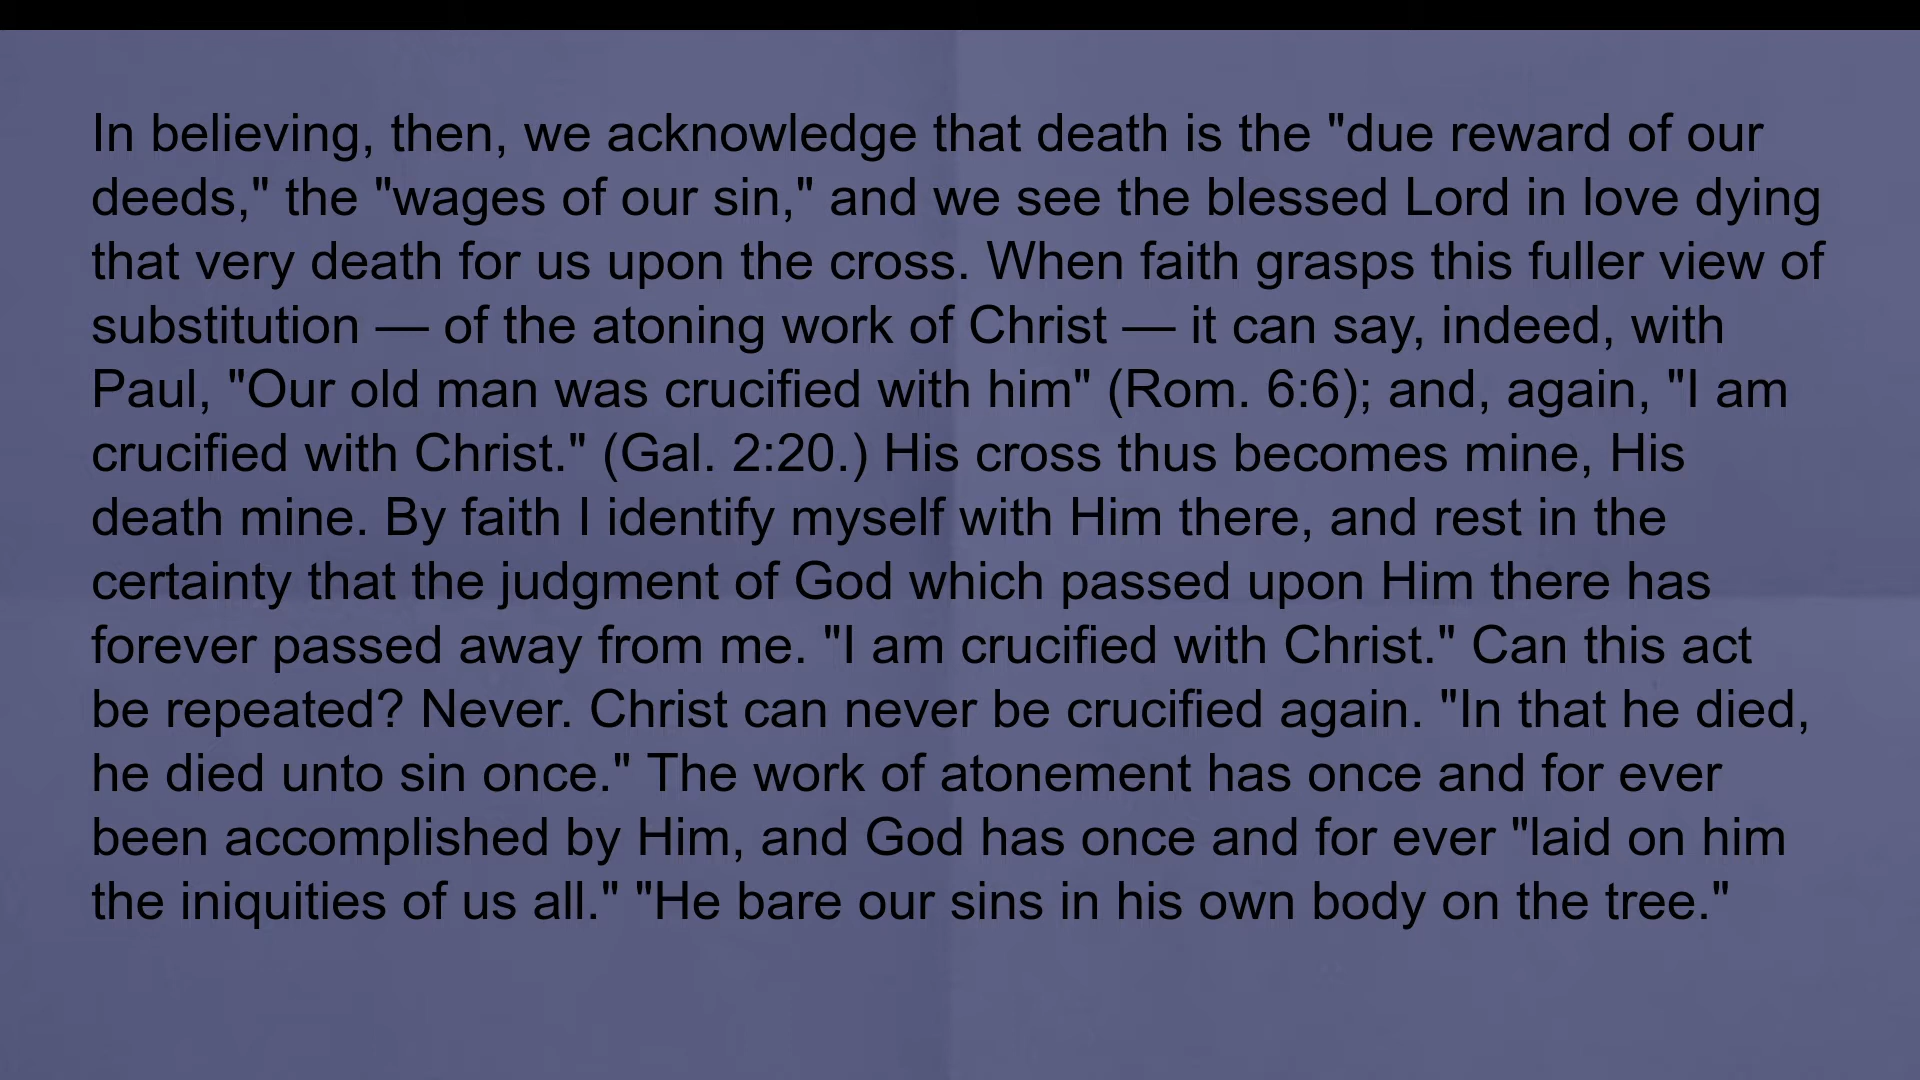 In believing, then, we acknowledge that death is the "due reward of our
deeds," the "wages of our sin," and we see the blessed Lord in love dying
that very death for us upon the cross. When faith grasps this fuller view of
substitution — of the atoning work of Christ — it can say, indeed, with
Paul, "Our old man was crucified with him" (Rom. 6:6); and, again, "I am
crucified with Christ." (Gal. 2:20.) His cross thus becomes mine, His
death mine. By faith I identify myself with Him there, and rest in the
certainty that the judgment of God which passed upon Him there has
forever passed away from me. "I am crucified with Christ." Can this act
be repeated? Never. Christ can never be crucified again. "In that he died,
he died unto sin once." The work of atonement has once and for ever
been accomplished by Him, and God has once and for ever "laid on him
the iniquities of us all." "He bare our sins in his own body on the tree."